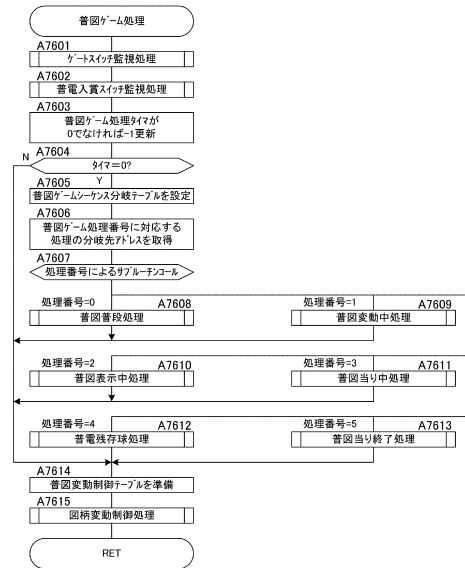 普図ゲーム処理
A7601
ゲートスイッチ監視処理
A7602
普電入賞スイッチ監視処理
A7603
普図ゲーム処理タイマが
0でなければ-1更新
A7604
N
タイマ=0?
Y
A7605
普図ゲームシーケンス分岐テーブルを設定
A7606
普図ゲーム処理番号に対応する
処理の分岐先アドレスを取得
A7607
処理番号によるサブルーチンコール
処理番号=0 A7608
普図普段処理
処理番号=1 A7609
普図変動中処理
処理番号=2 A7610
普図表示中処理
処理番号=3 A7611
普図当り中処理
処理番号=4 A7612
普電残存球処理
処理番号=5 A7613
普図当り終了処理
A7614
普図変動制御テーブルを準備
A7615
図柄変動制御処理
RET